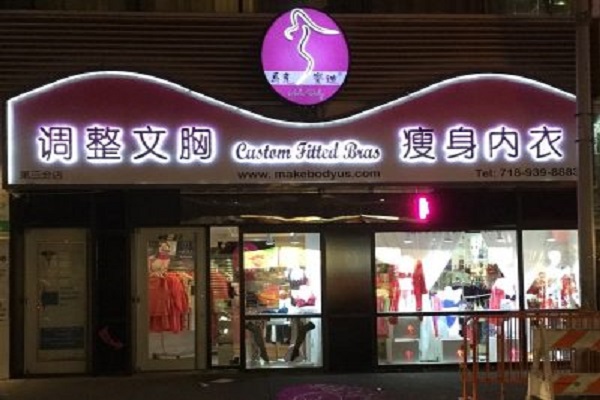 调整文胸 Custom Fitted Bras 瘦身内衣
www.makebodyus.com
第三分店
Tel: 718-939-8883